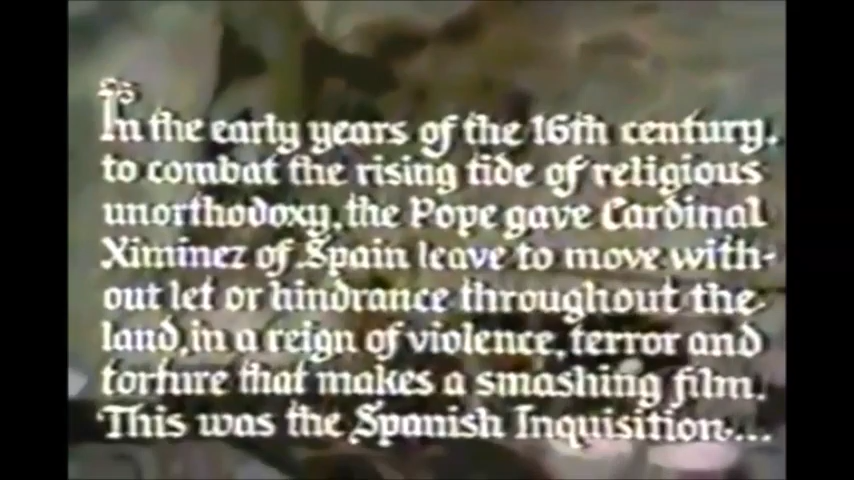 In the early years of the 16th century,
to combat the rising tide of religious
unorthodoxy, the Pope gave Cardinal
Ximinez of Spain leave to move with-
out let or hindrance throughout the
land, in a reign of violence, terror and
torture that makes a smashing film.
This was the Spanish Inquisition...